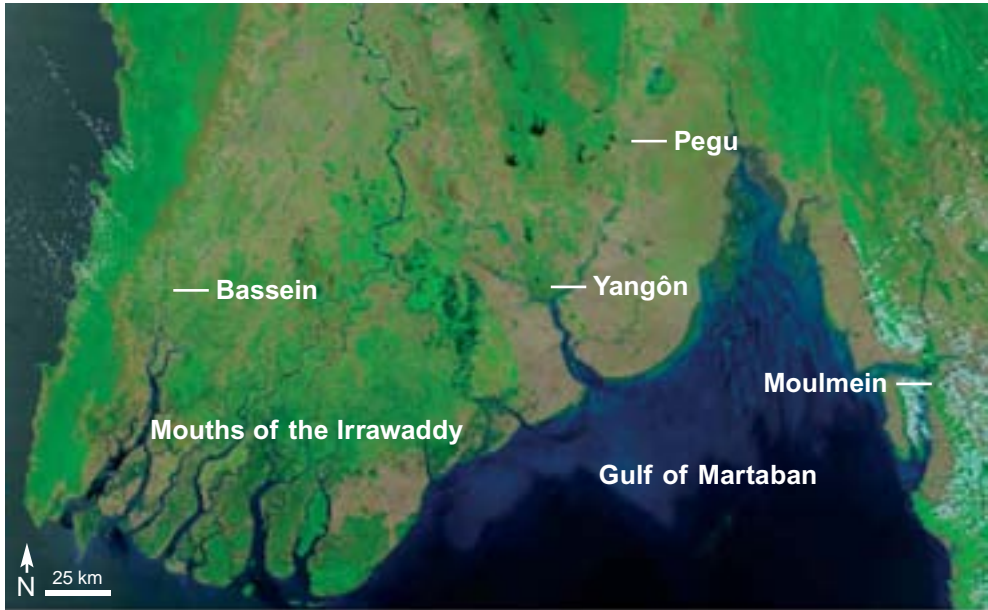 Pegu
Bassein
Yangôn
Moulmein
Mouths of the Irrawaddy
Gulf of Martaban
N
25 km